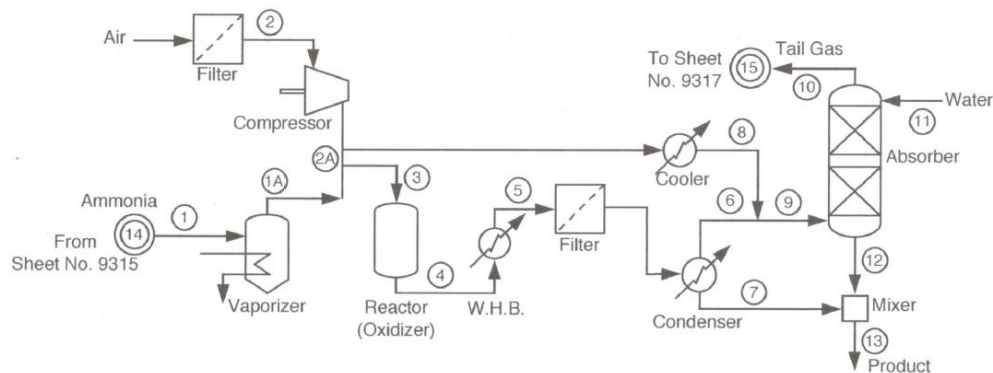 2
Air
Filter
Compressor
To Sheet
No. 9317
15
Tail Gas
10
Water
11
Absorber
2A
3
8
Cooler
1A
Ammonia
14
1
From
Sheet No. 9315
Vaporizer
Reactor
(Oxidizer)
4
5
W.H.B.
Filter
6
9
7
Condenser
12
Mixer
13
Product